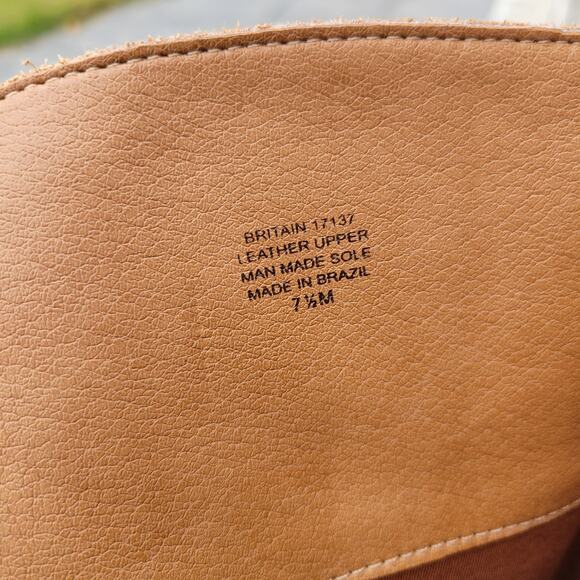 BRITAIN 17137
LEATHER UPPER
MAN MADE SOLE
MADE IN BRAZIL
7 ½M